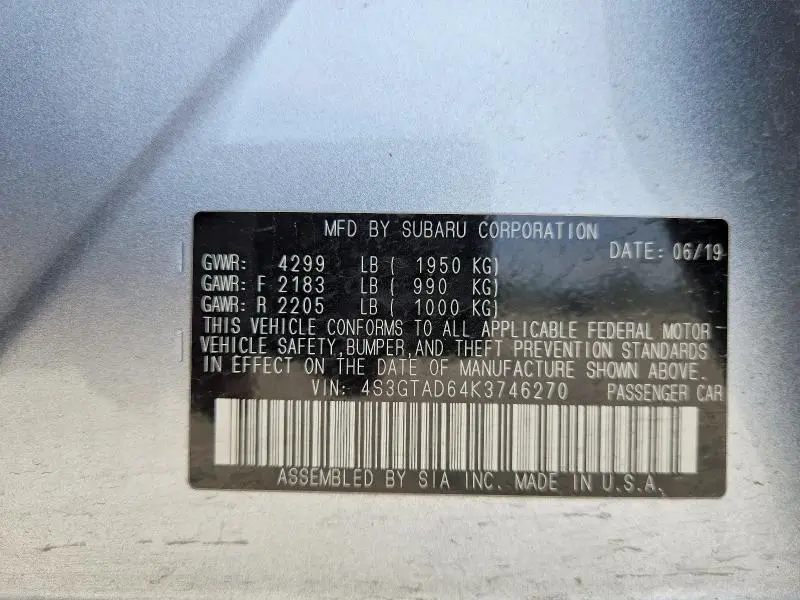 MFD BY SUBARU CORPORATION
DATE: 06/19
GVWR: 4299 LB ( 1950 KG)
GAWR: F 2183 LB ( 990 KG)
GAWR: R 2205 LB ( 1000 KG)
THIS VEHICLE CONFORMS TO ALL APPLICABLE FEDERAL MOTOR
VEHICLE SAFETY,BUMPER,AND THEFT PREVENTION STANDARDS
IN EFFECT ON THE DATE OF MANUFACTURE SHOWN ABOVE.
VIN: 4S3GTAD64K3746270 PASSENGER CAR
ASSEMBLED BY SIA INC. MADE IN U.S.A.